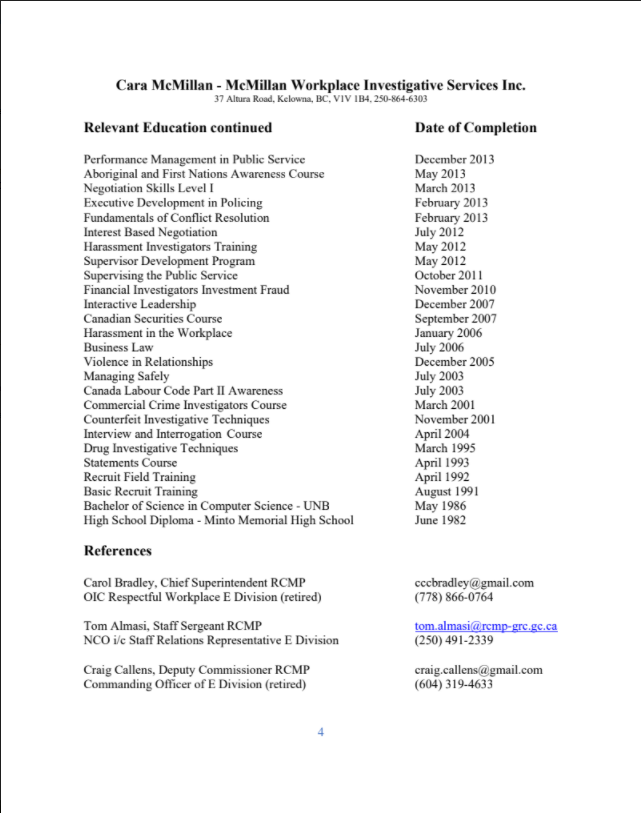 Cara McMillan - McMillan Workplace Investigative Services Inc.
37 Altura Road, Kelowna, BC, V1V 1B4, 250-864-6303
Relevant Education continued Date of Completion
Performance Management in Public Service December 2013
Aboriginal and First Nations Awareness Course May 2013
Negotiation Skills Level I March 2013
Executive Development in Policing February 2013
Fundamentals of Conflict Resolution February 2013
Interest Based Negotiation July 2012
Harassment Investigators Training May 2012
Supervisor Development Program May 2012
Supervising the Public Service October 2011
Financial Investigators Investment Fraud November 2010
Interactive Leadership December 2007
Canadian Securities Course September 2007
Harassment in the Workplace January 2006
Business Law July 2006
Violence in Relationships December 2005
Managing Safely July 2003
Canada Labour Code Part II Awareness July 2003
Commercial Crime Investigators Course March 2001
Counterfeit Investigative Techniques November 2001
Interview and Interrogation Course April 2004
Drug Investigative Techniques March 1995
Statements Course April 1993
Recruit Field Training April 1992
Basic Recruit Training August 1991
Bachelor of Science in Computer Science - UNB May 1986
High School Diploma - Minto Memorial High School June 1982
References
Carol Bradley, Chief Superintendent RCMP cccbradley@gmail.com
OIC Respectful Workplace E Division (retired) (778) 866-0764
Tom Almasi, Staff Sergeant RCMP tom.almasi@rcmp-grc.gc.ca
NCO i/c Staff Relations Representative E Division (250) 491-2339
Craig Callens, Deputy Commissioner RCMP craig.callens@gmail.com
Commanding Officer of E Division (retired) (604) 319-4633
4